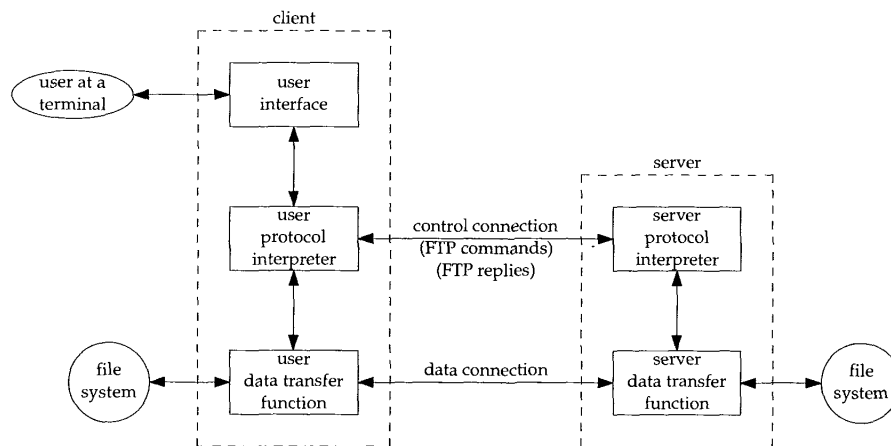 client
user at a
terminal
user
interface
server
user
protocol
interpreter
control connection
(FTP commands)
(FTP replies)
server
protocol
interpreter
file
system
user
data transfer
function
data connection
server
data transfer
function
file
system